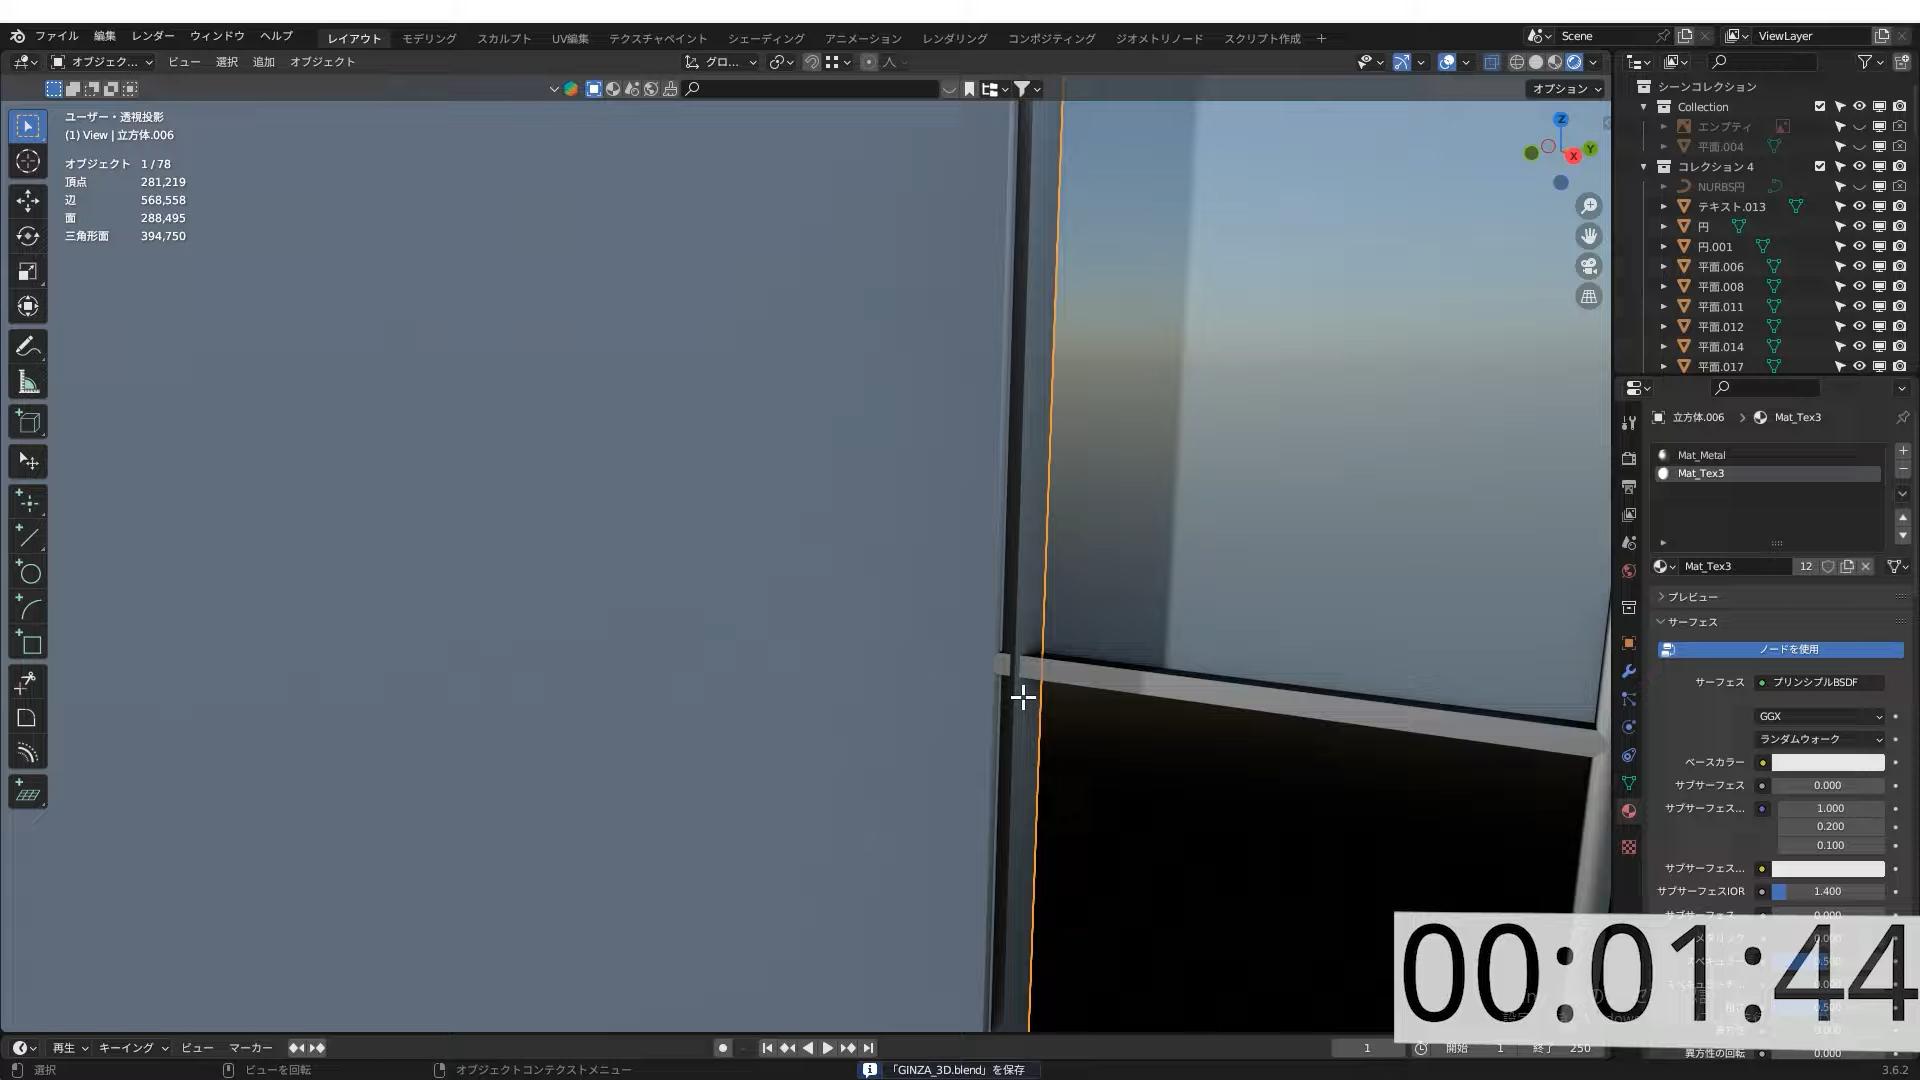 ファイル 編集 レンダー ウィンドウ ヘルプ レイアウト モデリング スカルプト UV編集 テクスチャペイント シェーディング アニメーション レンダリング コンポジティング ジオメトリノード スクリプト作成 Scene ViewLayer
オブジェク... ビュー 選択 追加 オブジェクト グロ...
オプション
ユーザー・透視投影
(1) View | 立方体.006
オブジェクト 1 / 78
頂点 281,219
辺 568,558
面 288,495
三角形面 394,750
Z
X
Y
シーンコレクション
Collection
エンプティ
平面.004
コレクション 4
NURBS円
テキスト.013
円
円.001
平面.006
平面.008
平面.011
平面.012
平面.014
平面.017
立方体.006 Mat_Tex3
Mat_Metal
Mat_Tex3
Mat_Tex3 12
プレビュー
サーフェス
ノードを使用
サーフェス プリンシプルBSDF
GGX
ランダムウォーク
ベースカラー
サブサーフェス 0.000
サブサーフェス... 1.000
0.200
0.100
サブサーフェス...
サブサーフェスIOR 1.400
サブサーフェス... 0.000
メタリック 0.000
00:01:44
再生 キーイング ビュー マーカー 1 開始 1 終了 250
異方性の回転 0.000
選択 ビューを回転 オブジェクトコンテクストメニュー 「GINZA_3D.blend」を保存 3.6.2